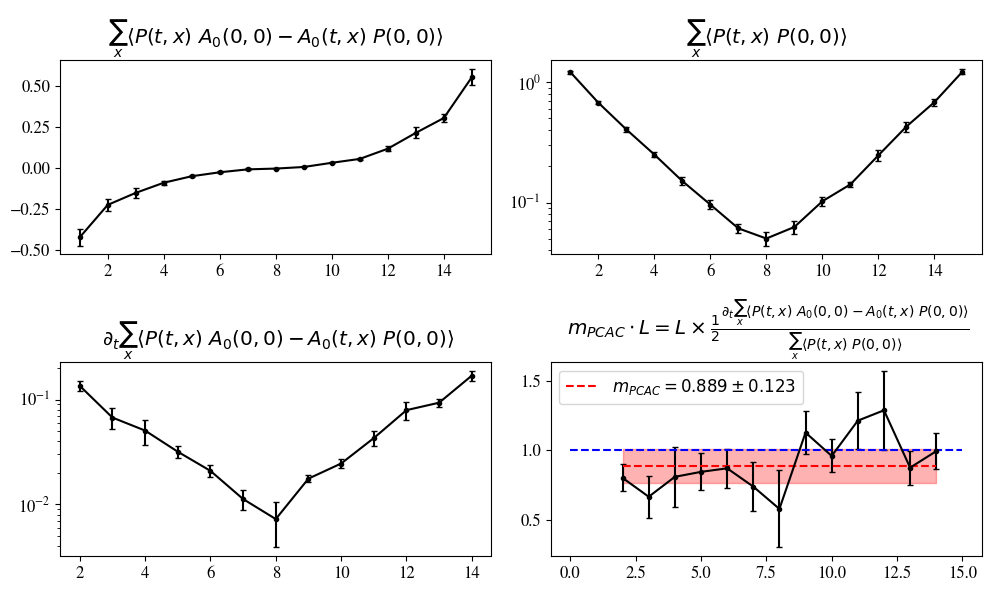 ∑_x ⟨P(t, x) A_0(0, 0) − A_0(t, x) P(0, 0)⟩
0.50
0.25
0.00
−0.25
−0.50
2 4 6 8 10 12 14
∑_x ⟨P(t, x) P(0, 0)⟩
10^0
10^−1
2 4 6 8 10 12 14
∂_t ∑_x ⟨P(t, x) A_0(0, 0) − A_0(t, x) P(0, 0)⟩
10^−1
10^−2
2 4 6 8 10 12 14
m_PCAC · L = L × 1/2 ∂_t ∑_x ⟨P(t, x) A_0(0, 0) − A_0(t, x) P(0, 0)⟩ / ∑_x ⟨P(t, x) P(0, 0)⟩
m_PCAC = 0.889 ± 0.123
1.5
1.0
0.5
0.0 2.5 5.0 7.5 10.0 12.5 15.0